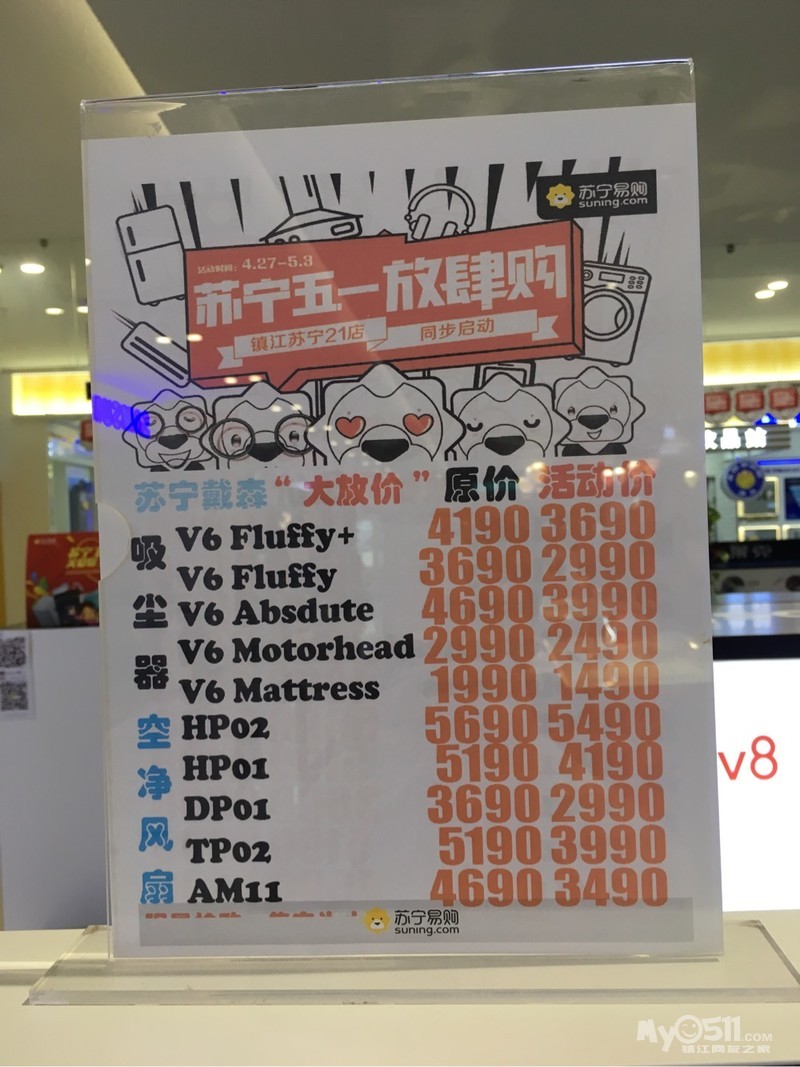 苏宁易购
suning.com
活动时间:4.27-5.3
苏宁五一放肆购
镇江苏宁21店 同步启动
苏宁戴森“大放价” 原价 活动价
吸尘器
V6 Fluffy+ 4190 3690
V6 Fluffy 3690 2990
V6 Absdute 4690 3990
V6 Motorhead 2990 2490
V6 Mattress 1990 1490
空净风扇
HP02 5690 5490
HP01 5190 4190
DP01 3690 2990
TP02 5190 3990
AM11 4690 3490
苏宁易购
suning.com
v8
My0511.COM
镇江网友之家